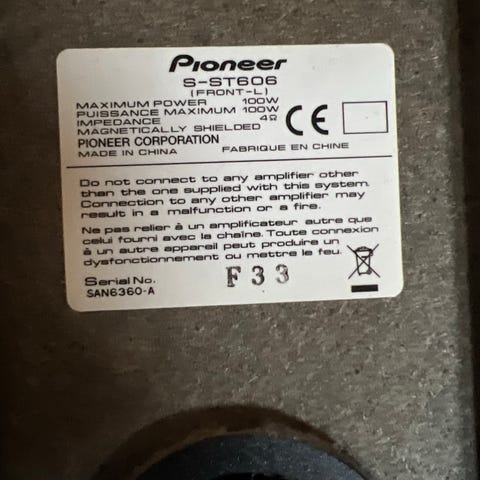 Pioneer
S-ST606
(FRONT-L)
MAXIMUM POWER 100W
PUISSANCE MAXIMUM 100W
IMPEDANCE 4Ω
MAGNETICALLY SHIELDED
PIONEER CORPORATION
MADE IN CHINA FABRIQUE EN CHINE
CE
Do not connect to any amplifier other
than the one supplied with this system.
Connection to any other amplifier may
result in a malfunction or a fire.
Ne pas relier à un amplificateur autre que
celui fourni avec la chaîne. Toute connexion
à un autre appareil peut produire un
dysfonctionnement ou mettre le feu.
Serial No. F33
SAN6360-A